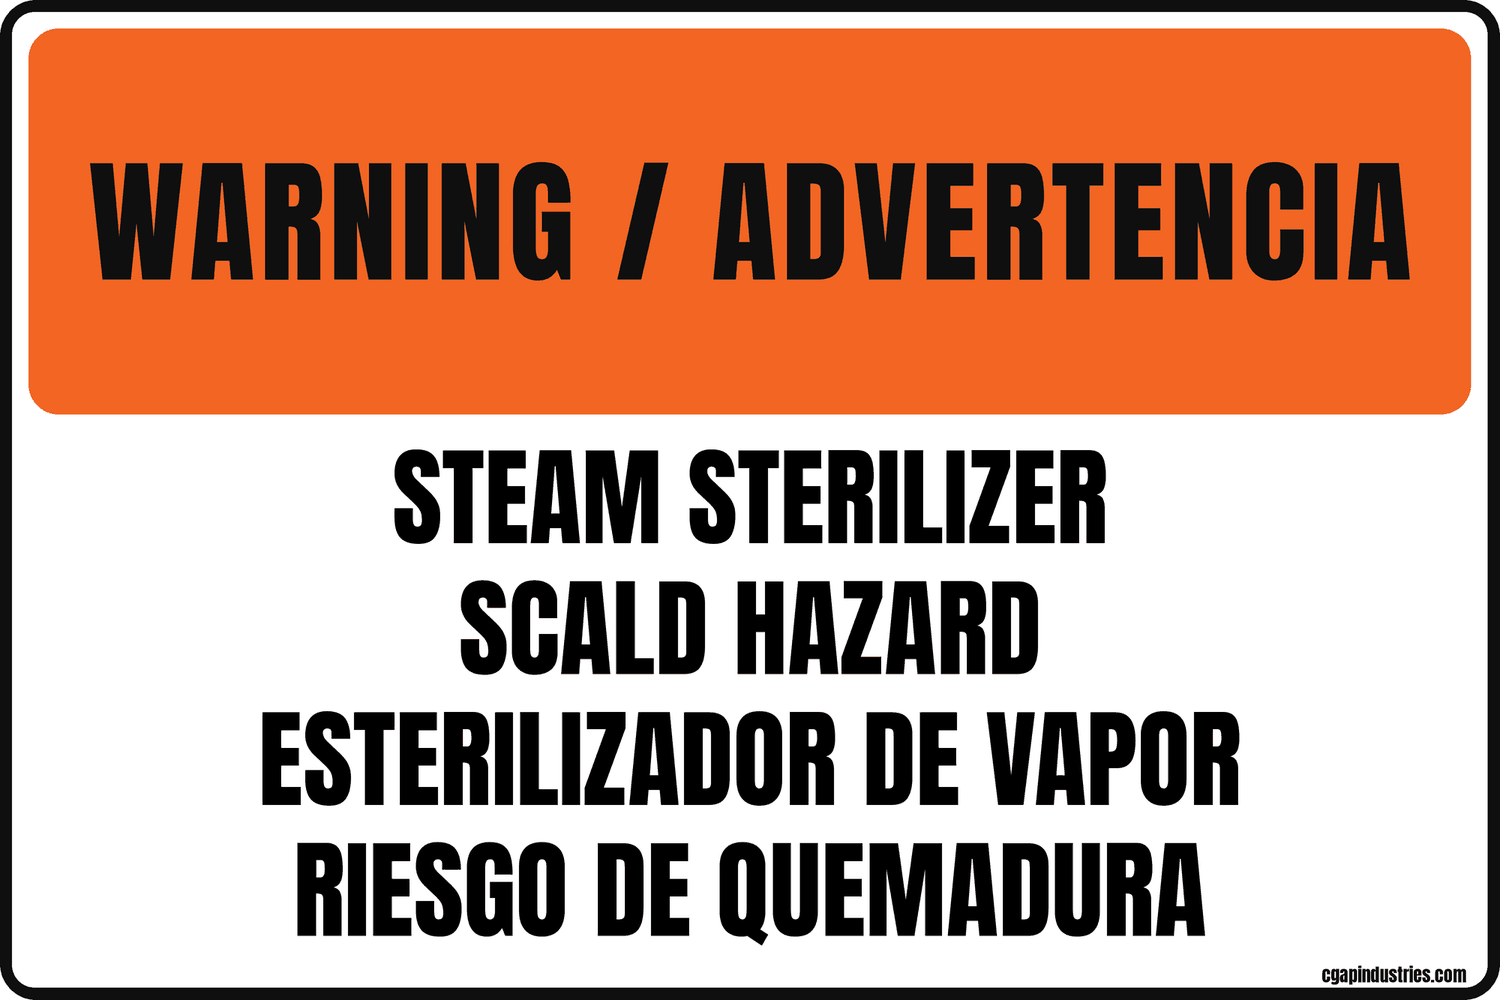 WARNING / ADVERTENCIA
STEAM STERILIZER
SCALD HAZARD
ESTERILIZADOR DE VAPOR
RIESGO DE QUEMADURA
cgapindustries.com